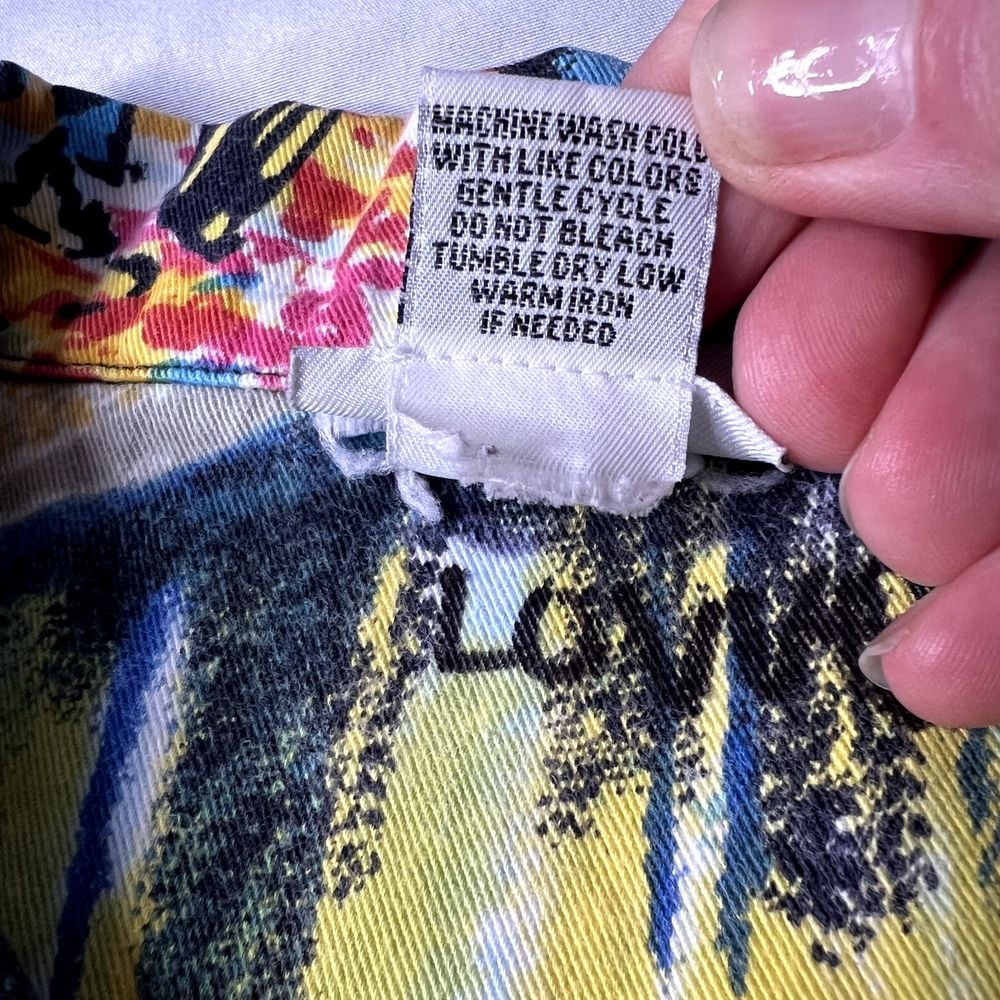 MACHINE WASH COLD
WITH LIKE COLORS
GENTLE CYCLE
DO NOT BLEACH
TUMBLE DRY LOW
WARM IRON
IF NEEDED